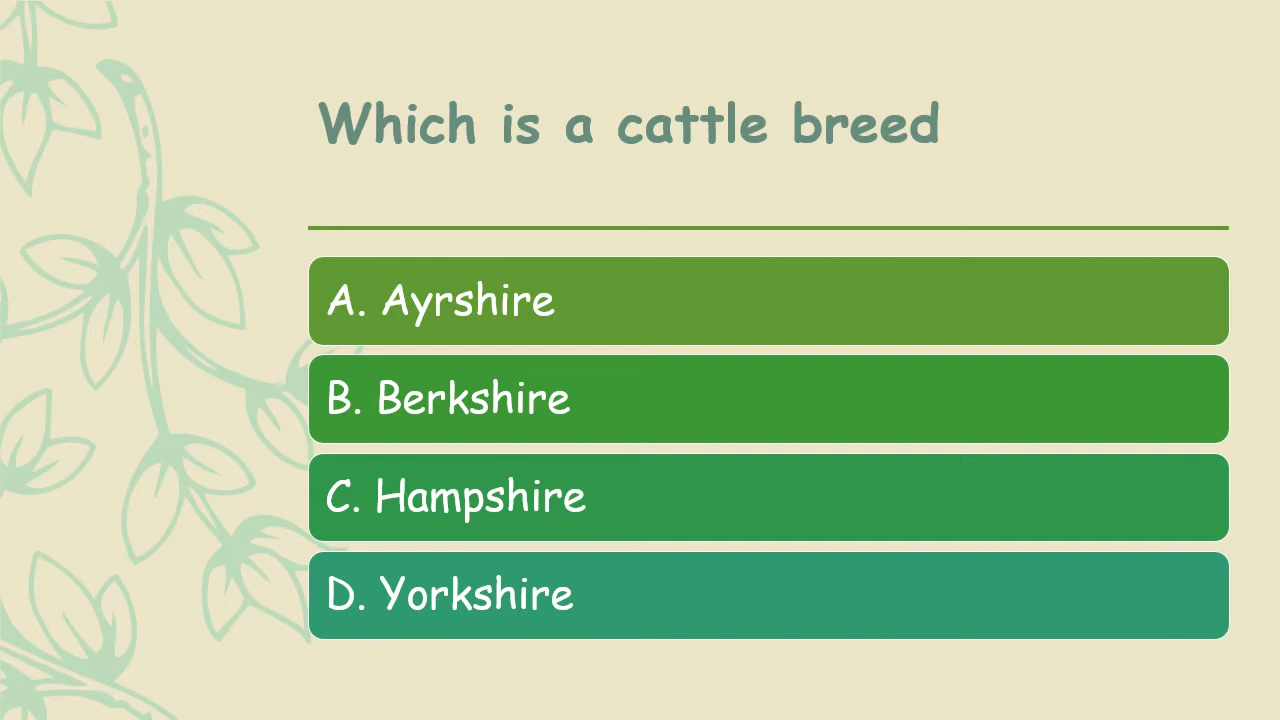 Which is a cattle breed
A. Ayrshire
B. Berkshire
C. Hampshire
D. Yorkshire